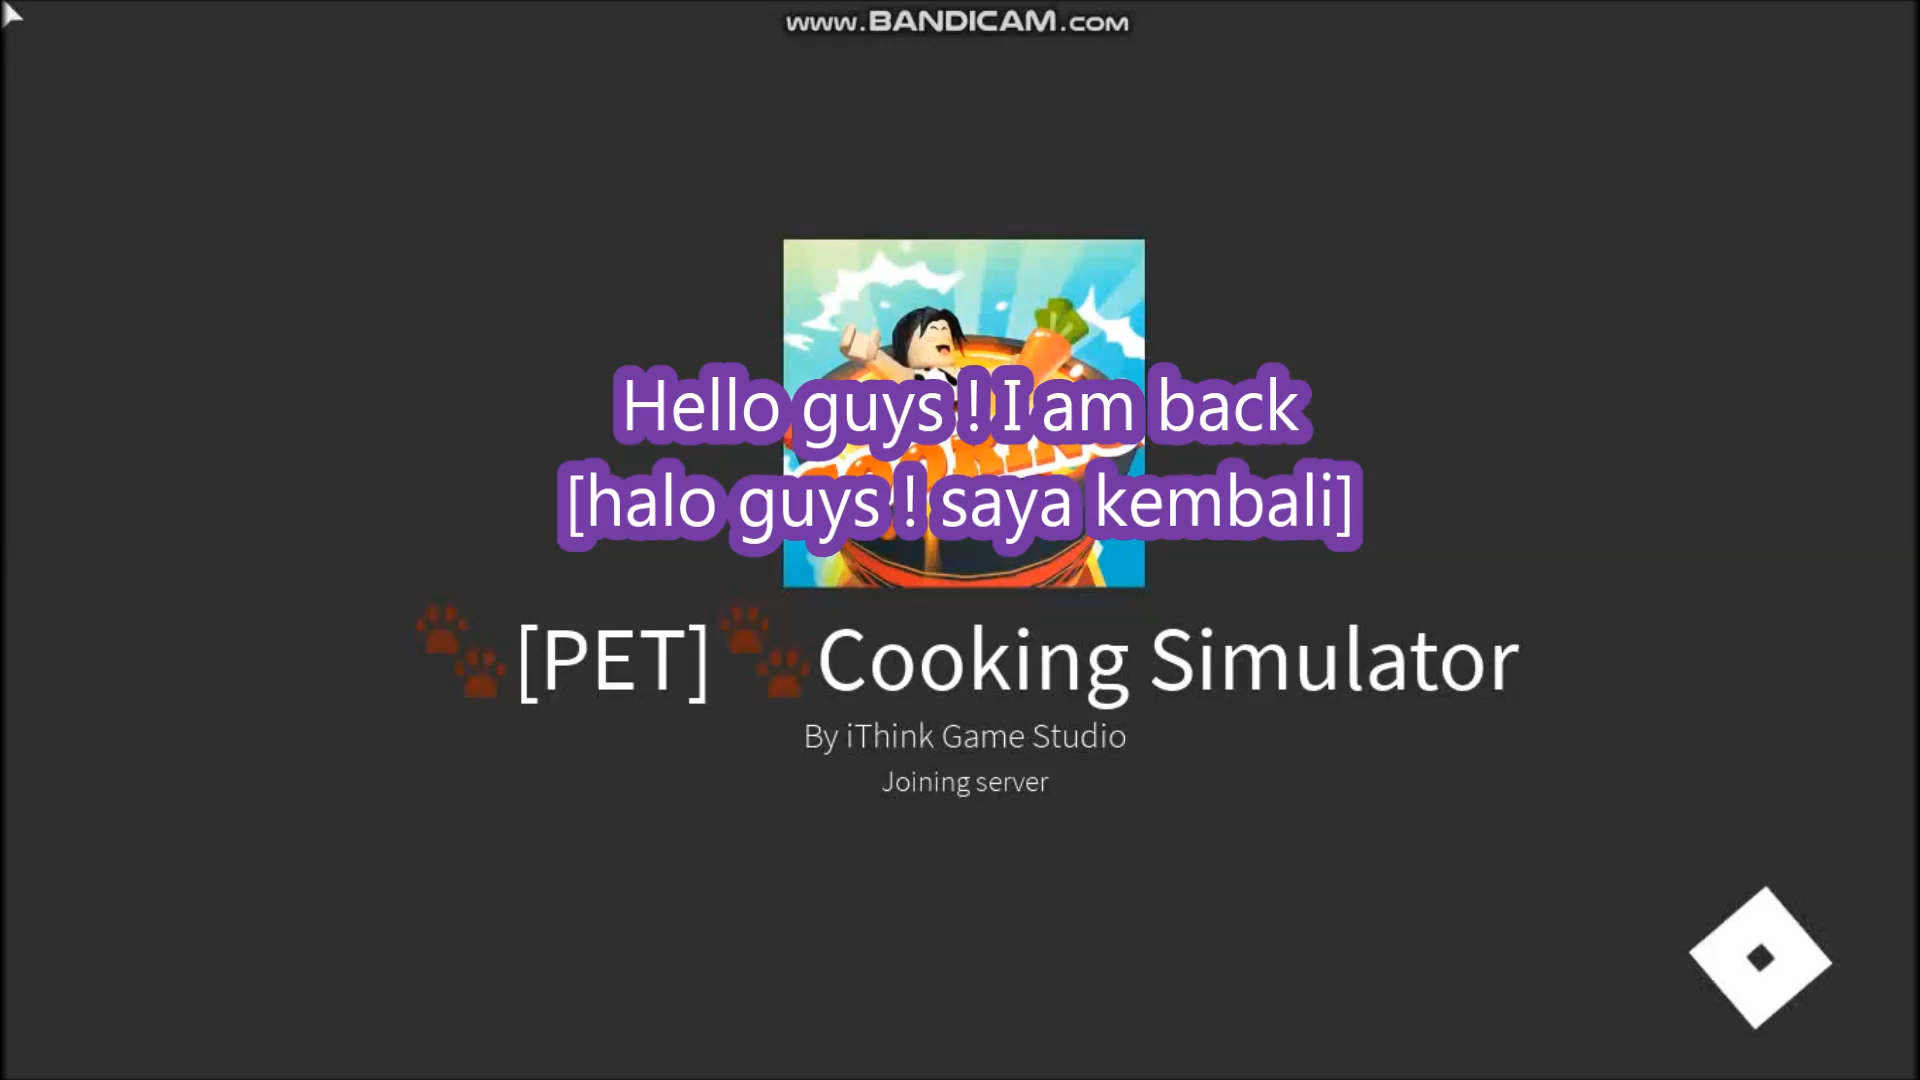 www.BANDICAM.com
Hello guys ! I am back
COOKING
[halo guys ! saya kembali]
🐾[PET]🐾Cooking Simulator
By iThink Game Studio
Joining server